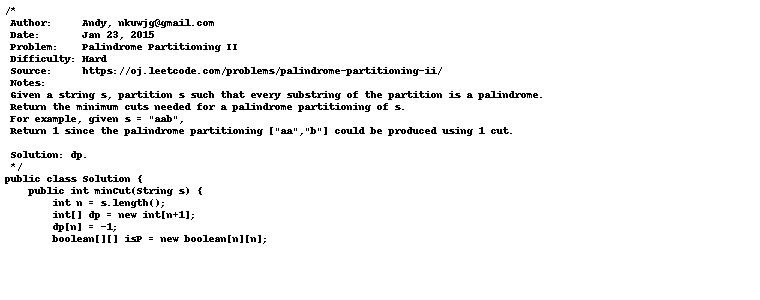 /*
 Author:     Andy, nkuwjg@gmail.com
 Date:       Jan 23, 2015
 Problem:    Palindrome Partitioning II
 Difficulty: Hard
 Source:     https://oj.leetcode.com/problems/palindrome-partitioning-ii/
 Notes:
 Given a string s, partition s such that every substring of the partition is a palindrome.
 Return the minimum cuts needed for a palindrome partitioning of s.
 For example, given s = "aab",
 Return 1 since the palindrome partitioning ["aa","b"] could be produced using 1 cut.

 Solution: dp.
 */
public class Solution {
    public int minCut(String s) {
        int n = s.length();
        int[] dp = new int[n+1];
        dp[n] = -1;
        boolean[][] isP = new boolean[n][n];